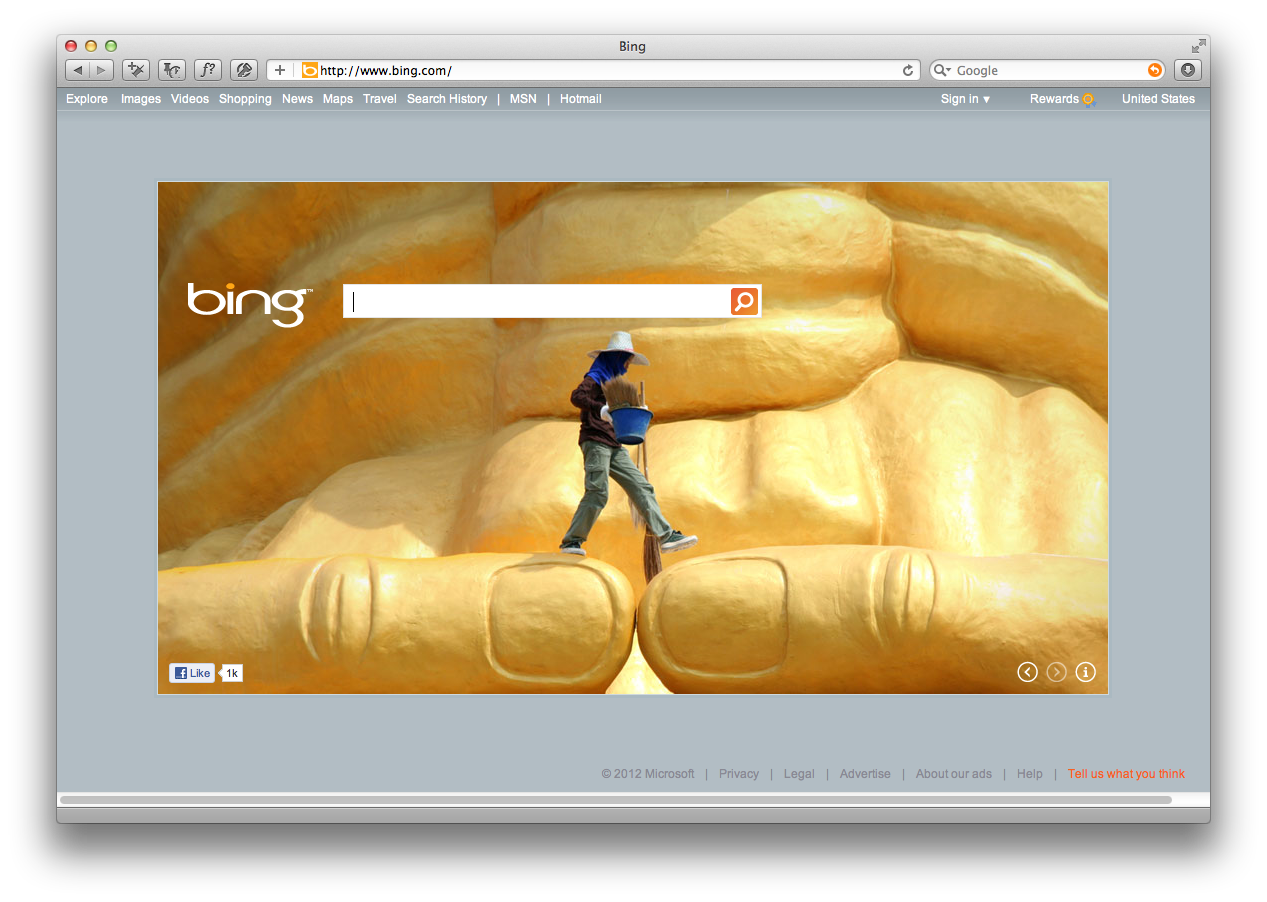 Bing
f?
http://www.bing.com/
Google
Explore Images Videos Shopping News Maps Travel Search History | MSN | Hotmail
Sign in ▾ Rewards United States
bing™
Like 1k
© 2012 Microsoft | Privacy | Legal | Advertise | About our ads | Help | Tell us what you think